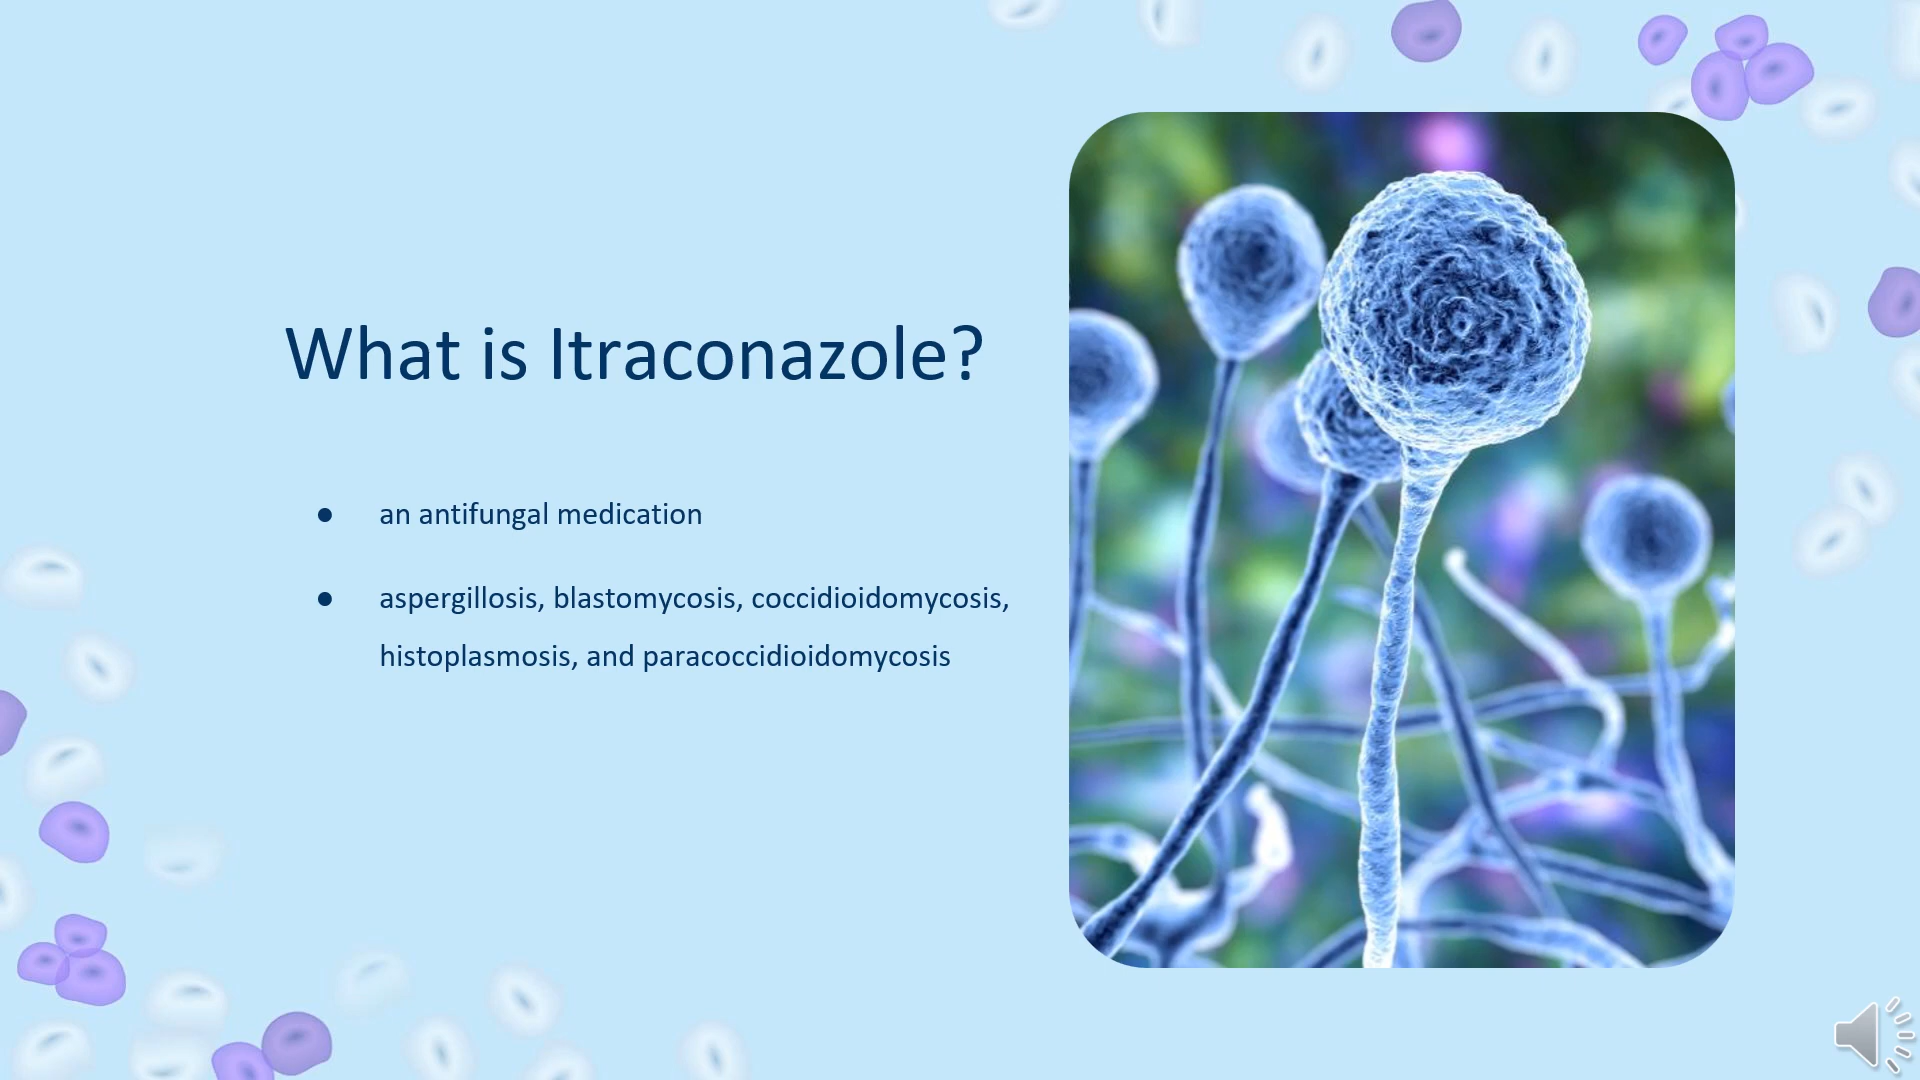 What is Itraconazole?
● an antifungal medication
● aspergillosis, blastomycosis, coccidioidomycosis,
histoplasmosis, and paracoccidioidomycosis